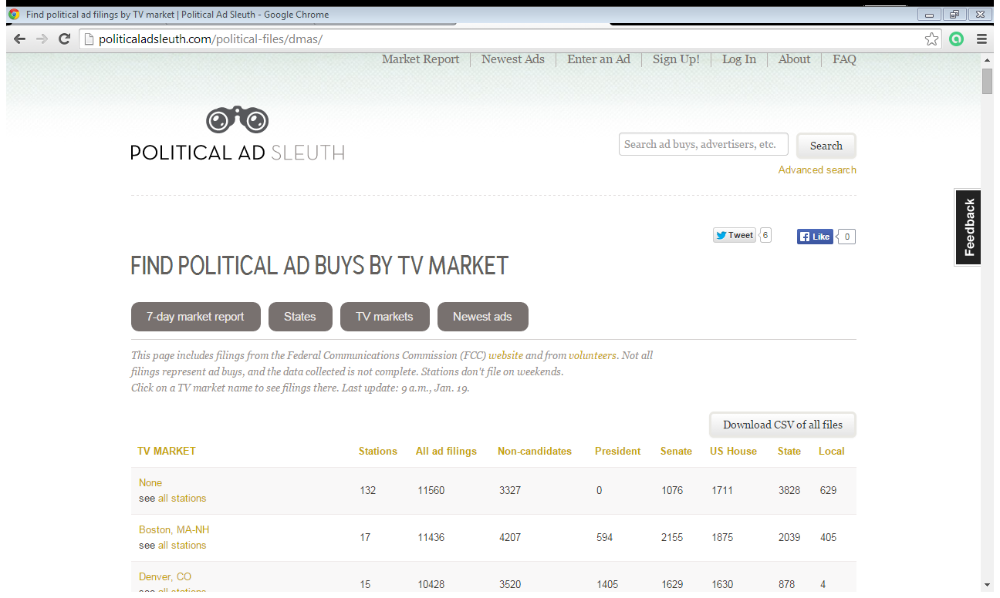 Find political ad filings by TV market | Political Ad Sleuth - Google Chrome
politicaladsleuth.com/political-files/dmas/
Market Report Newest Ads Enter an Ad Sign Up! Log In About FAQ
POLITICAL AD SLEUTH
Search ad buys, advertisers, etc. Search
Advanced search
Feedback
Tweet 6 Like 0
FIND POLITICAL AD BUYS BY TV MARKET
7-day market report States TV markets Newest ads
This page includes filings from the Federal Communications Commission (FCC) website and from volunteers. Not all
filings represent ad buys, and the data collected is not complete. Stations don't file on weekends.
Click on a TV market name to see filings there. Last update: 9 a.m., Jan. 19.
Download CSV of all files
TV MARKET Stations All ad filings Non-candidates President Senate US House State Local
None
see all stations 132 11560 3327 0 1076 1711 3828 629
Boston, MA-NH
see all stations 17 11436 4207 594 2155 1875 2039 405
Denver, CO
see all stations 15 10428 3520 1405 1629 1630 878 4